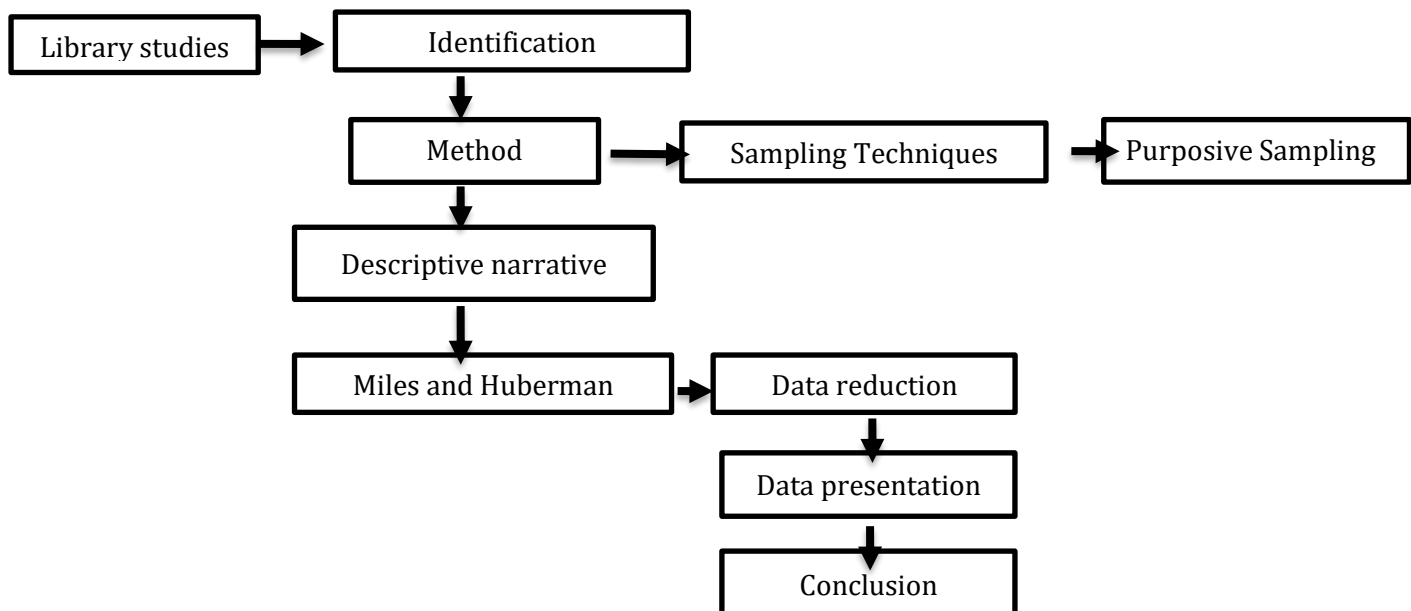 Library studies
Identification
Method
Sampling Techniques
Purposive Sampling
Descriptive narrative
Miles and Huberman
Data reduction
Data presentation
Conclusion